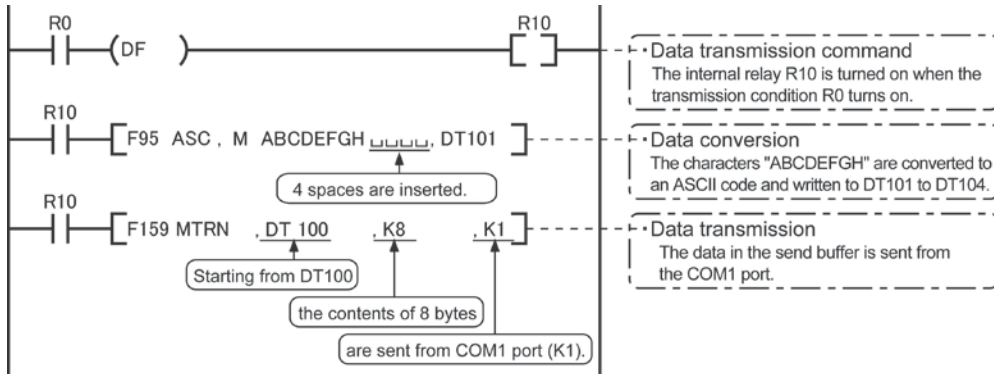 R0
R10
(DF )
Data transmission command
The internal relay R10 is turned on when the
transmission condition R0 turns on.
R10
F95 ASC , M ABCDEFGH␣␣␣␣, DT101
Data conversion
The characters "ABCDEFGH" are converted to
an ASCII code and written to DT101 to DT104.
4 spaces are inserted.
R10
F159 MTRN , DT 100 , K8 , K1
Data transmission
The data in the send buffer is sent from
the COM1 port.
Starting from DT100
the contents of 8 bytes
are sent from COM1 port (K1).